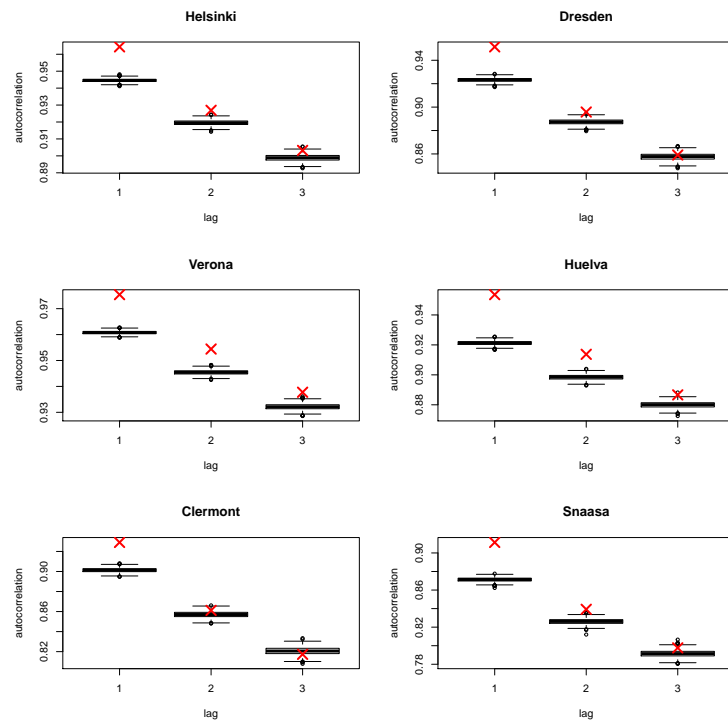 Helsinki
autocorrelation
0.89 0.91 0.93 0.95
1 2 3
lag
Dresden
autocorrelation
0.86 0.90 0.94
1 2 3
lag
Verona
autocorrelation
0.93 0.95 0.97
1 2 3
lag
Huelva
autocorrelation
0.88 0.90 0.92 0.94
1 2 3
lag
Clermont
autocorrelation
0.82 0.86 0.90
1 2 3
lag
Snaasa
autocorrelation
0.78 0.82 0.86 0.90
1 2 3
lag